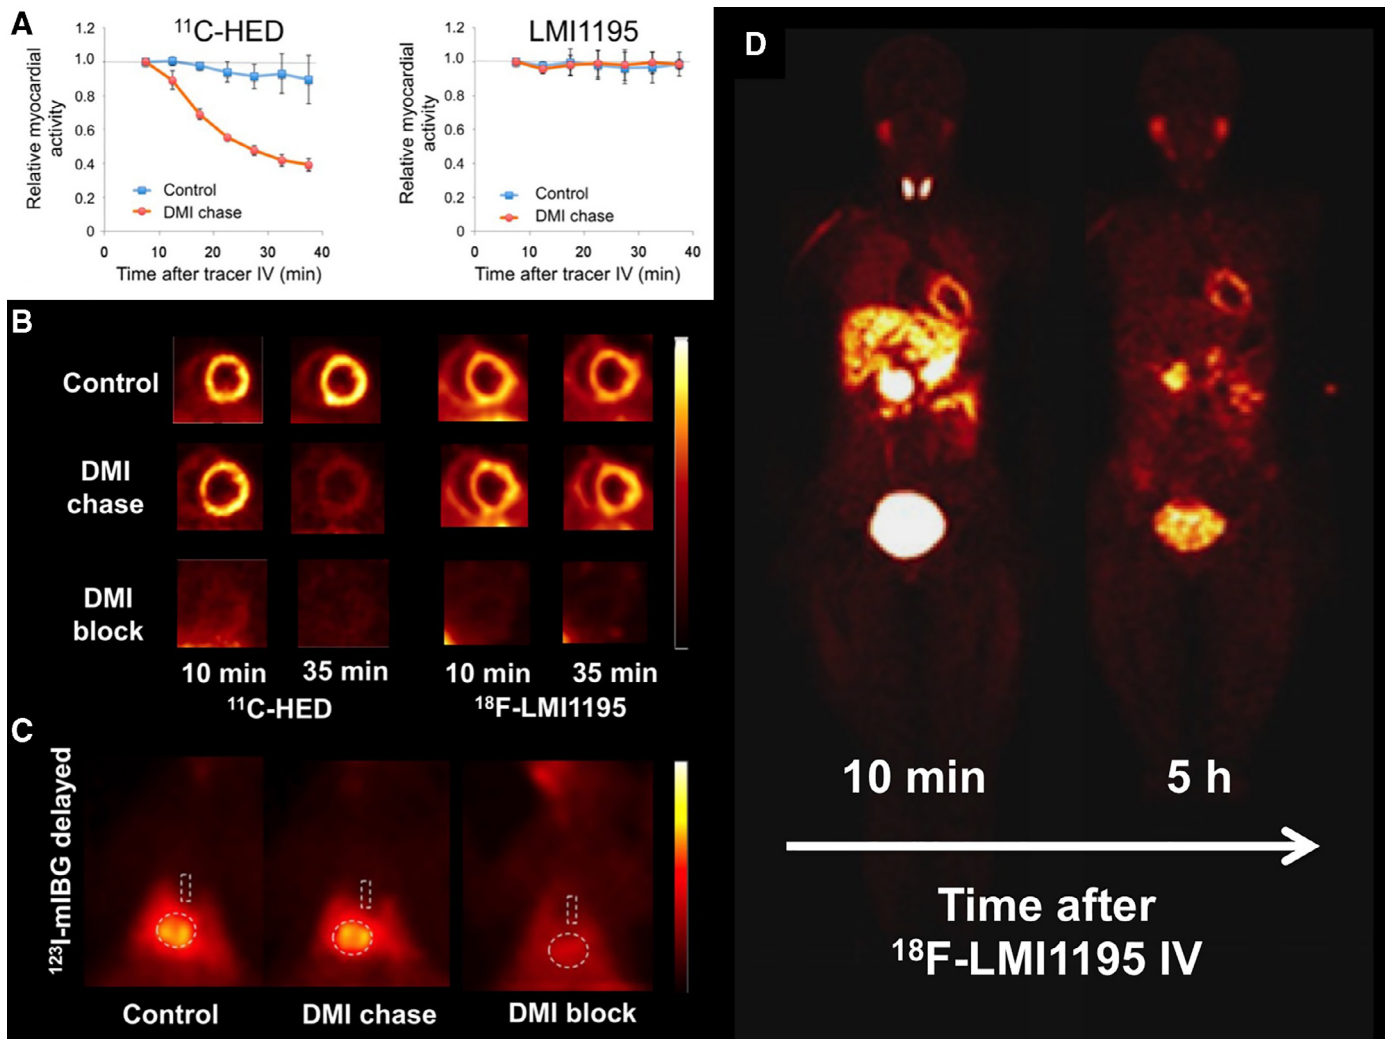 A
¹¹C-HED
Relative myocardial
activity
1.2
1.0
0.8
0.6
0.4
0.2
0
Control
DMI chase
0 10 20 30 40
Time after tracer IV (min)
LMI1195
Relative myocardial
activity
1.2
1.0
0.8
0.6
0.4
0.2
0
Control
DMI chase
0 10 20 30 40
Time after tracer IV (min)
B
Control
DMI
chase
DMI
block
10 min 35 min 10 min 35 min
¹¹C-HED ¹⁸F-LMI1195
C
¹²³I-mIBG delayed
Control DMI chase DMI block
D
10 min 5 h
Time after
¹⁸F-LMI1195 IV